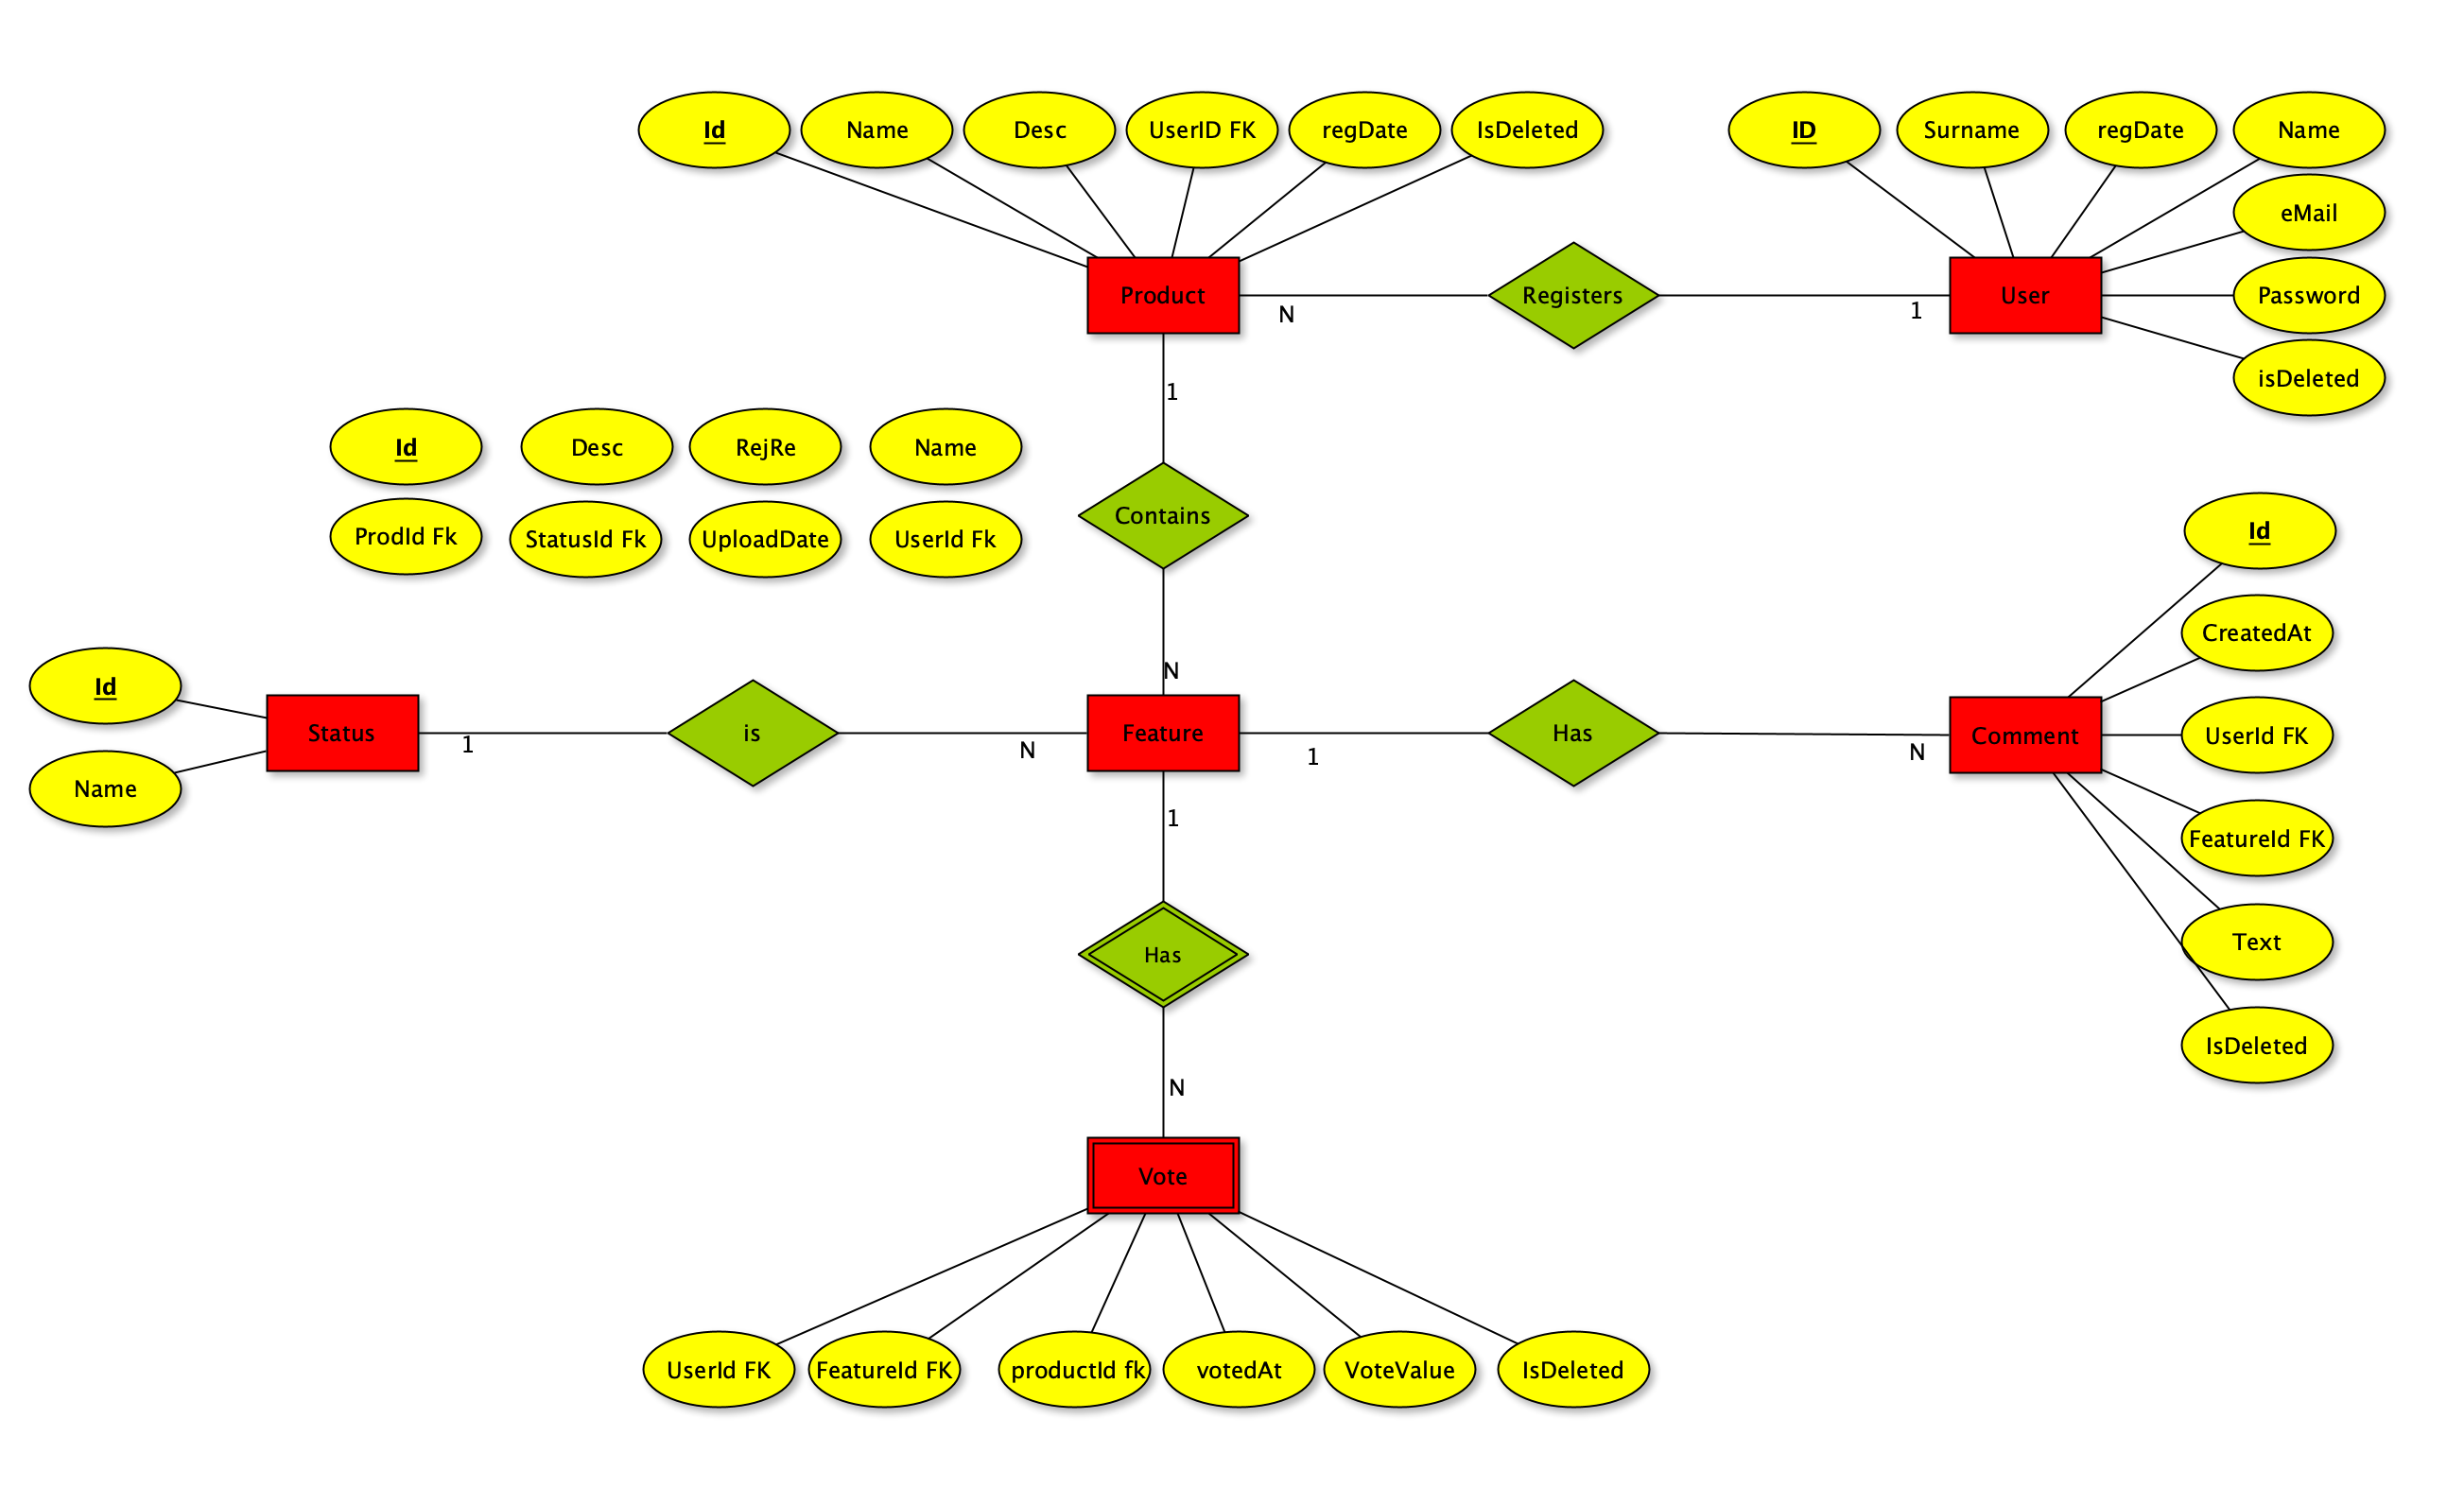 Id
Name
Desc
UserID FK
regDate
IsDeleted
ID
Surname
regDate
Name
eMail
Password
isDeleted
Product
N
Registers
1
User
1
Id
Desc
RejRe
Name
ProdId Fk
StatusId Fk
UploadDate
UserId Fk
Contains
N
Id
Name
Status
1
is
N
Feature
1
Has
N
Comment
Id
CreatedAt
UserId FK
FeatureId FK
Text
IsDeleted
1
Has
N
Vote
UserId FK
FeatureId FK
productId fk
votedAt
VoteValue
IsDeleted